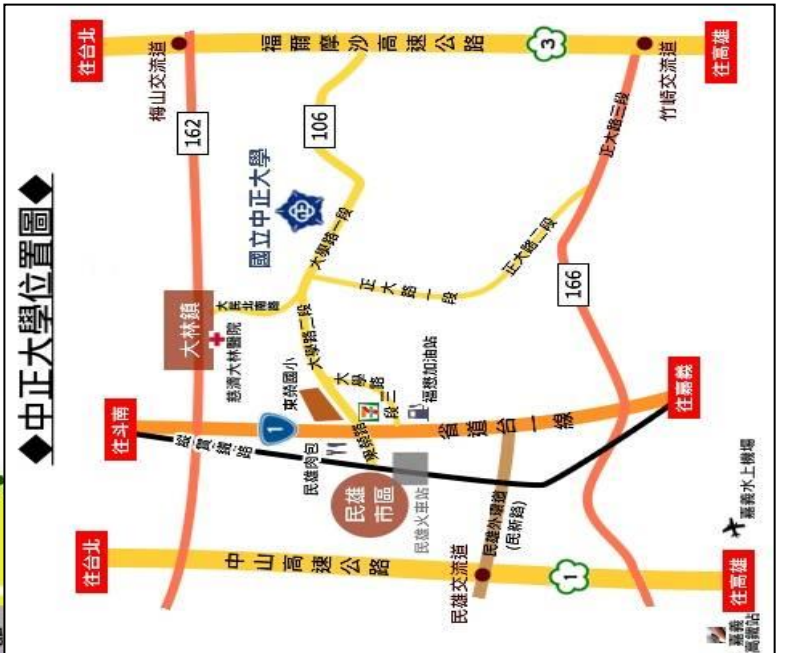 ◆中正大學位置圖◆
往台北
福爾摩沙高速公路
3
往高雄
梅山交流道
竹崎交流道
162
106
國立中正大學
大學路一段
正大路三段
正大路二段
正大路一段
166
大林鎮
大民北南路
慈濟大林醫院
大學路二段
東榮國小
大學路三段
7
福懋加油站
往斗南
1
省道台一線
往嘉義
縱貫鐵路
民雄肉包
東榮路
民雄
市區
民雄火車站
民雄外環道
(民新路)
嘉義水上機場
往台北
中山高速公路
民雄交流道
1
往高雄
嘉義
高鐵站